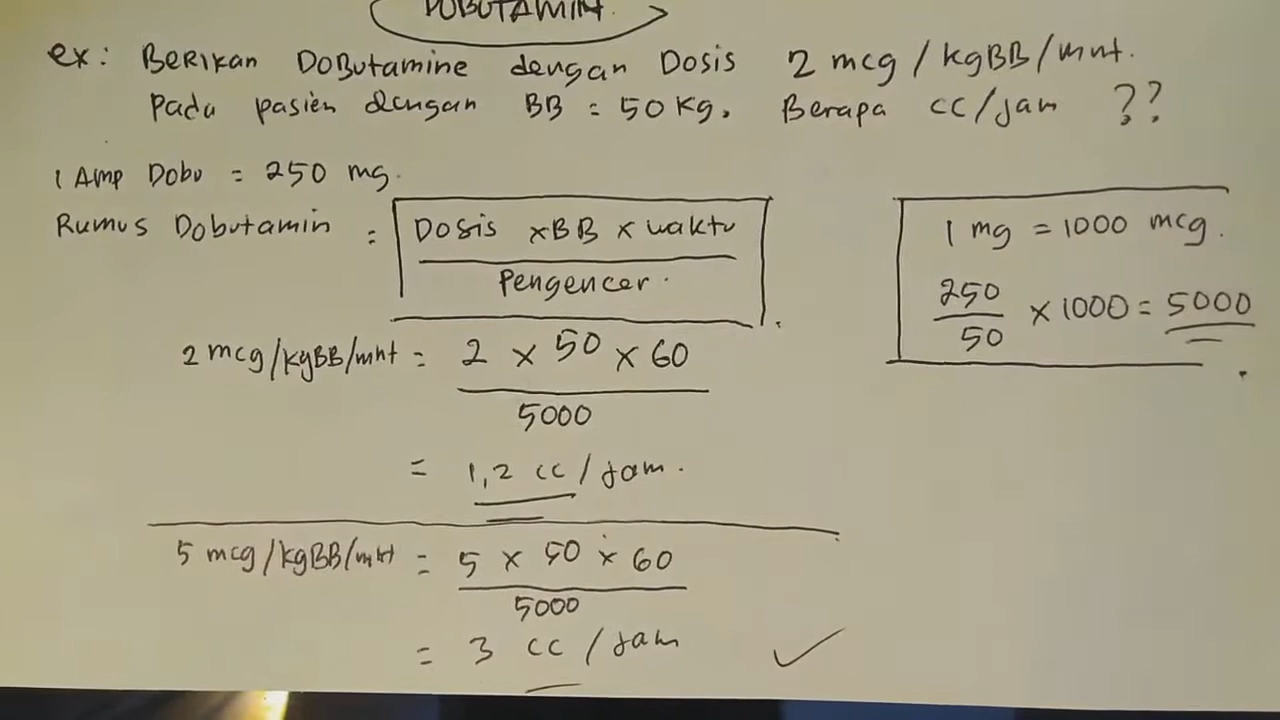 DOBUTAMIN.
ex: BERIKan DOBUtamine dengan Dosis 2 mcg/kgBB/mnt.
Pada pasien dengan BB = 50 Kg. Berapa cc/jam ??
1 Amp Dobu = 250 mg.
Rumus Dobutamin = Dosis x BB x waktu
Pengencer.
2 mcg/kgBB/mnt = 2 x 50 x 60
5000
= 1,2 cc/jam.
5 mcg/kgBB/mnt = 5 x 50 x 60
5000
= 3 cc/jam ✓
1 mg = 1000 mcg.
250
50
x 1000 = 5000